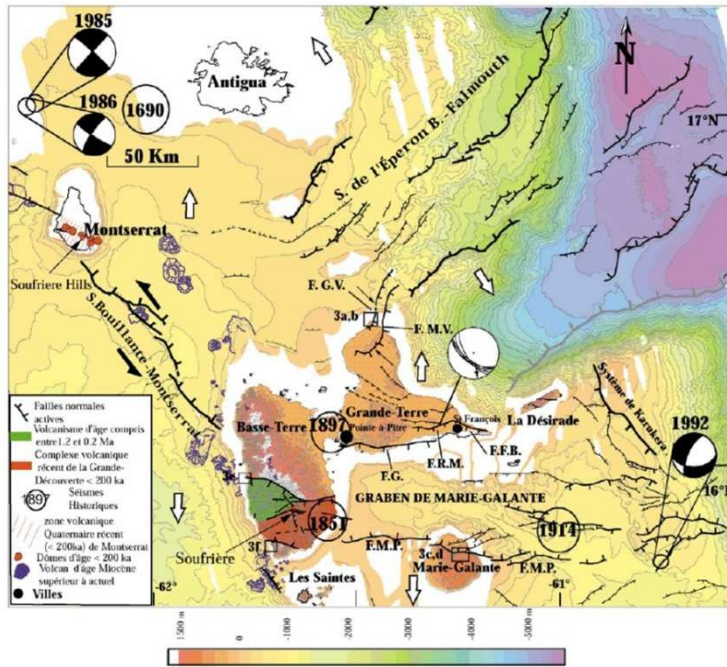 1985
1986
1690
Antigua
N
17°N
50 Km
S. de l'Éperon B.-Falmouth
Montserrat
Soufriere Hills
S.Bouillante-Montserrat
F. G.V.
3a,b
F. M.V.
Failles normales
actives
Volcanisme d'âge compris
entre1.2 et 0.2 Ma
Complexe volcanique
récent de la Grande-
Découverte < 200 ka
1897
Séismes
Historiques
zone volcanique
Quaternaire récent
(< 200ka) de Montserrat
Dômes d'âge < 200 ka
Volcan d'âge Miocène
supérieur à actuel
Villes
Basse-Terre
1897
Grande-Terre
Pointe-à-Pitre
St François
La Désirade
Système de Karukera
1992
F.F.B.
F.R.M.
F.G.
16°N
GRABEN DE MARIE-GALANTE
1851
1914
Soufrière
3f
F.M.P.
3c,d
Marie-Galante
F.M.P.
Les Saintes
-62°
-61°
1500 m
0
-1000
-2000
-3000
-4000
-5000 m